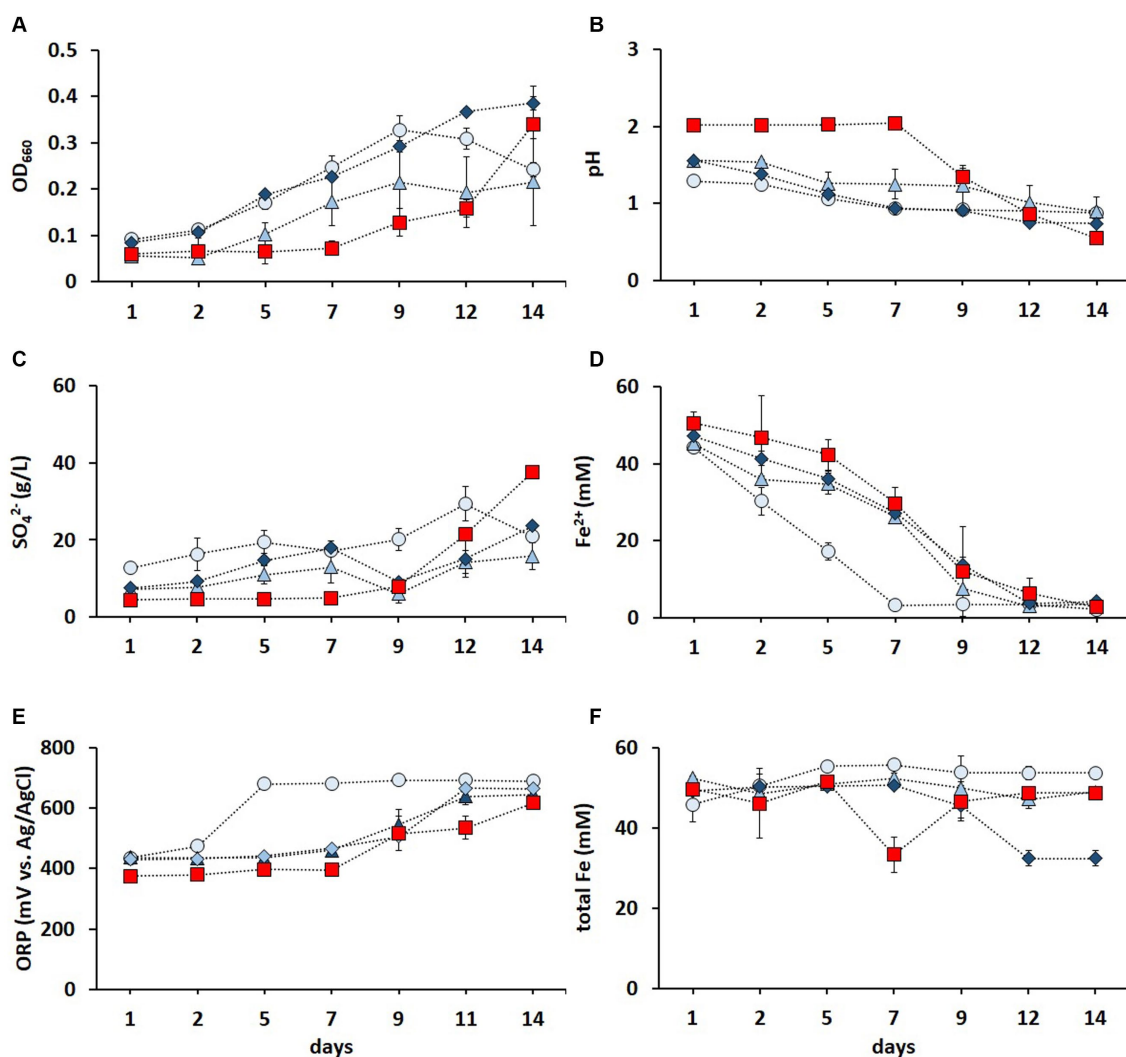 A
0.5
0.4
0.3
0.2
0.1
0
OD660
1 2 5 7 9 12 14
B
3
2
1
0
pH
1 2 5 7 9 12 14
C
60
40
20
0
SO₄²⁻ (g/L)
1 2 5 7 9 12 14
D
60
40
20
0
Fe²⁺ (mM)
1 2 5 7 9 12 14
E
800
600
400
200
0
ORP (mV vs. Ag/AgCl)
1 2 5 7 9 11 14
days
F
60
40
20
0
total Fe (mM)
1 2 5 7 9 12 14
days